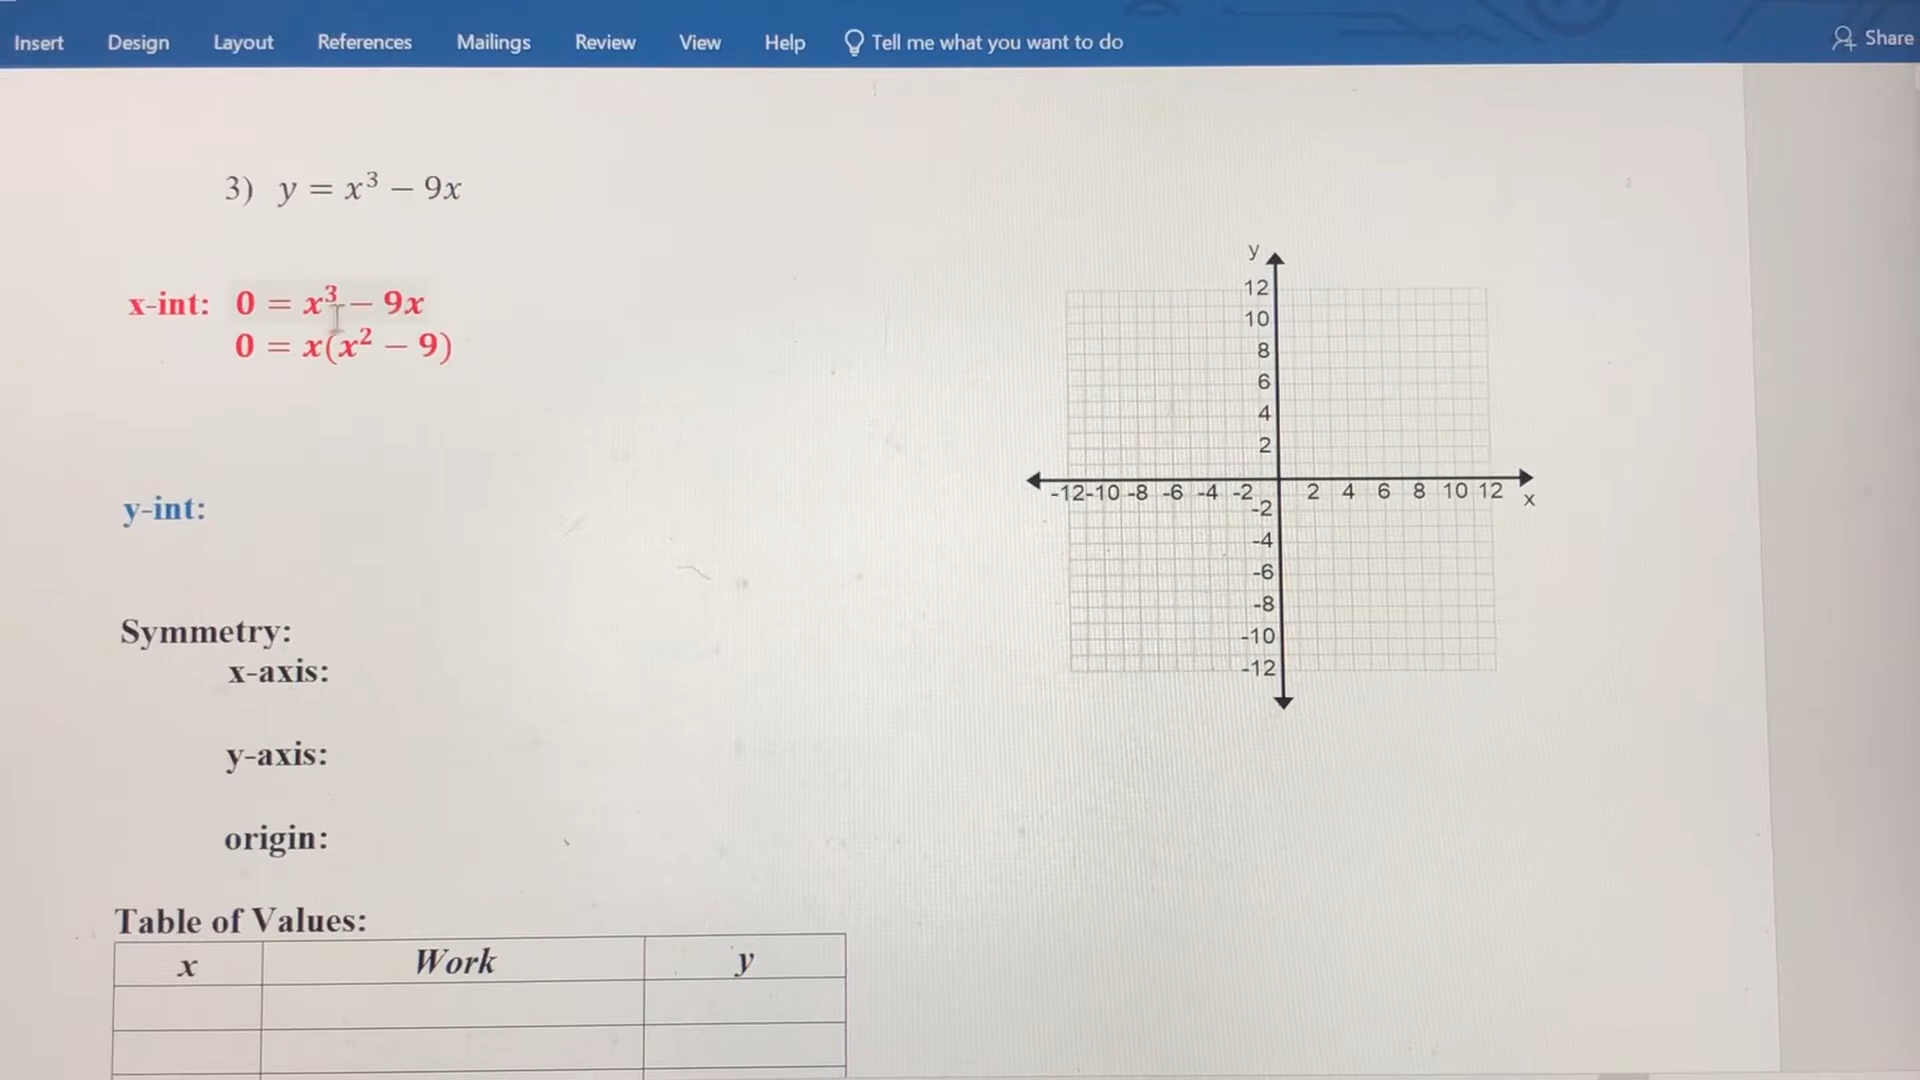 Insert Design Layout References Mailings Review View Help Tell me what you want to do Share
3) y = x³ − 9x
x-int: 0 = x³ − 9x
0 = x(x² − 9)
y-int:
Symmetry:
x-axis:
y-axis:
origin:
Table of Values:
x Work y
y
12
10
8
6
4
2
-12 -10 -8 -6 -4 -2 2 4 6 8 10 12 x
-2
-4
-6
-8
-10
-12